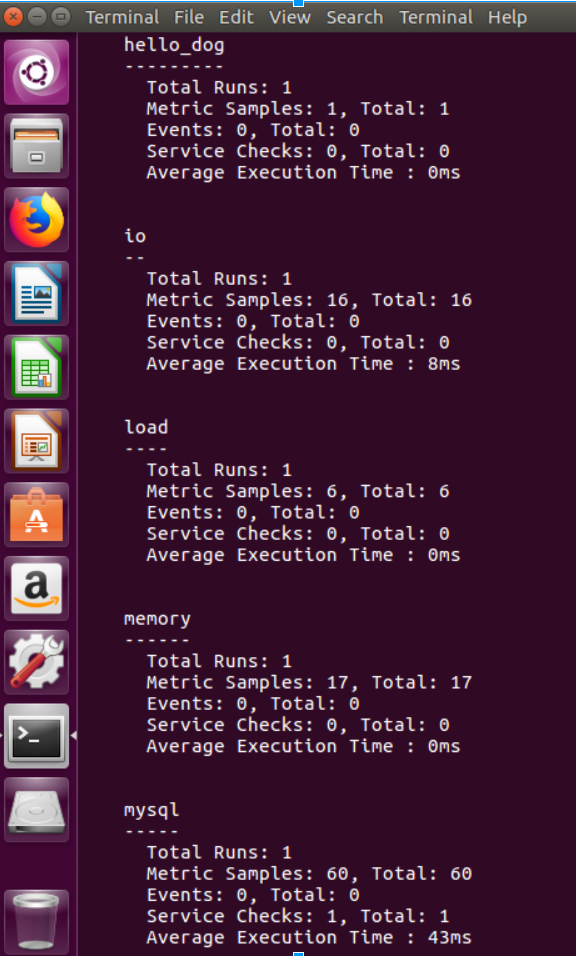 Terminal File Edit View Search Terminal Help
hello_dog
---------
Total Runs: 1
Metric Samples: 1, Total: 1
Events: 0, Total: 0
Service Checks: 0, Total: 0
Average Execution Time : 0ms
io
--
Total Runs: 1
Metric Samples: 16, Total: 16
Events: 0, Total: 0
Service Checks: 0, Total: 0
Average Execution Time : 8ms
load
----
Total Runs: 1
Metric Samples: 6, Total: 6
Events: 0, Total: 0
Service Checks: 0, Total: 0
Average Execution Time : 0ms
memory
------
Total Runs: 1
Metric Samples: 17, Total: 17
Events: 0, Total: 0
Service Checks: 0, Total: 0
Average Execution Time : 0ms
mysql
-----
Total Runs: 1
Metric Samples: 60, Total: 60
Events: 0, Total: 0
Service Checks: 1, Total: 1
Average Execution Time : 43ms